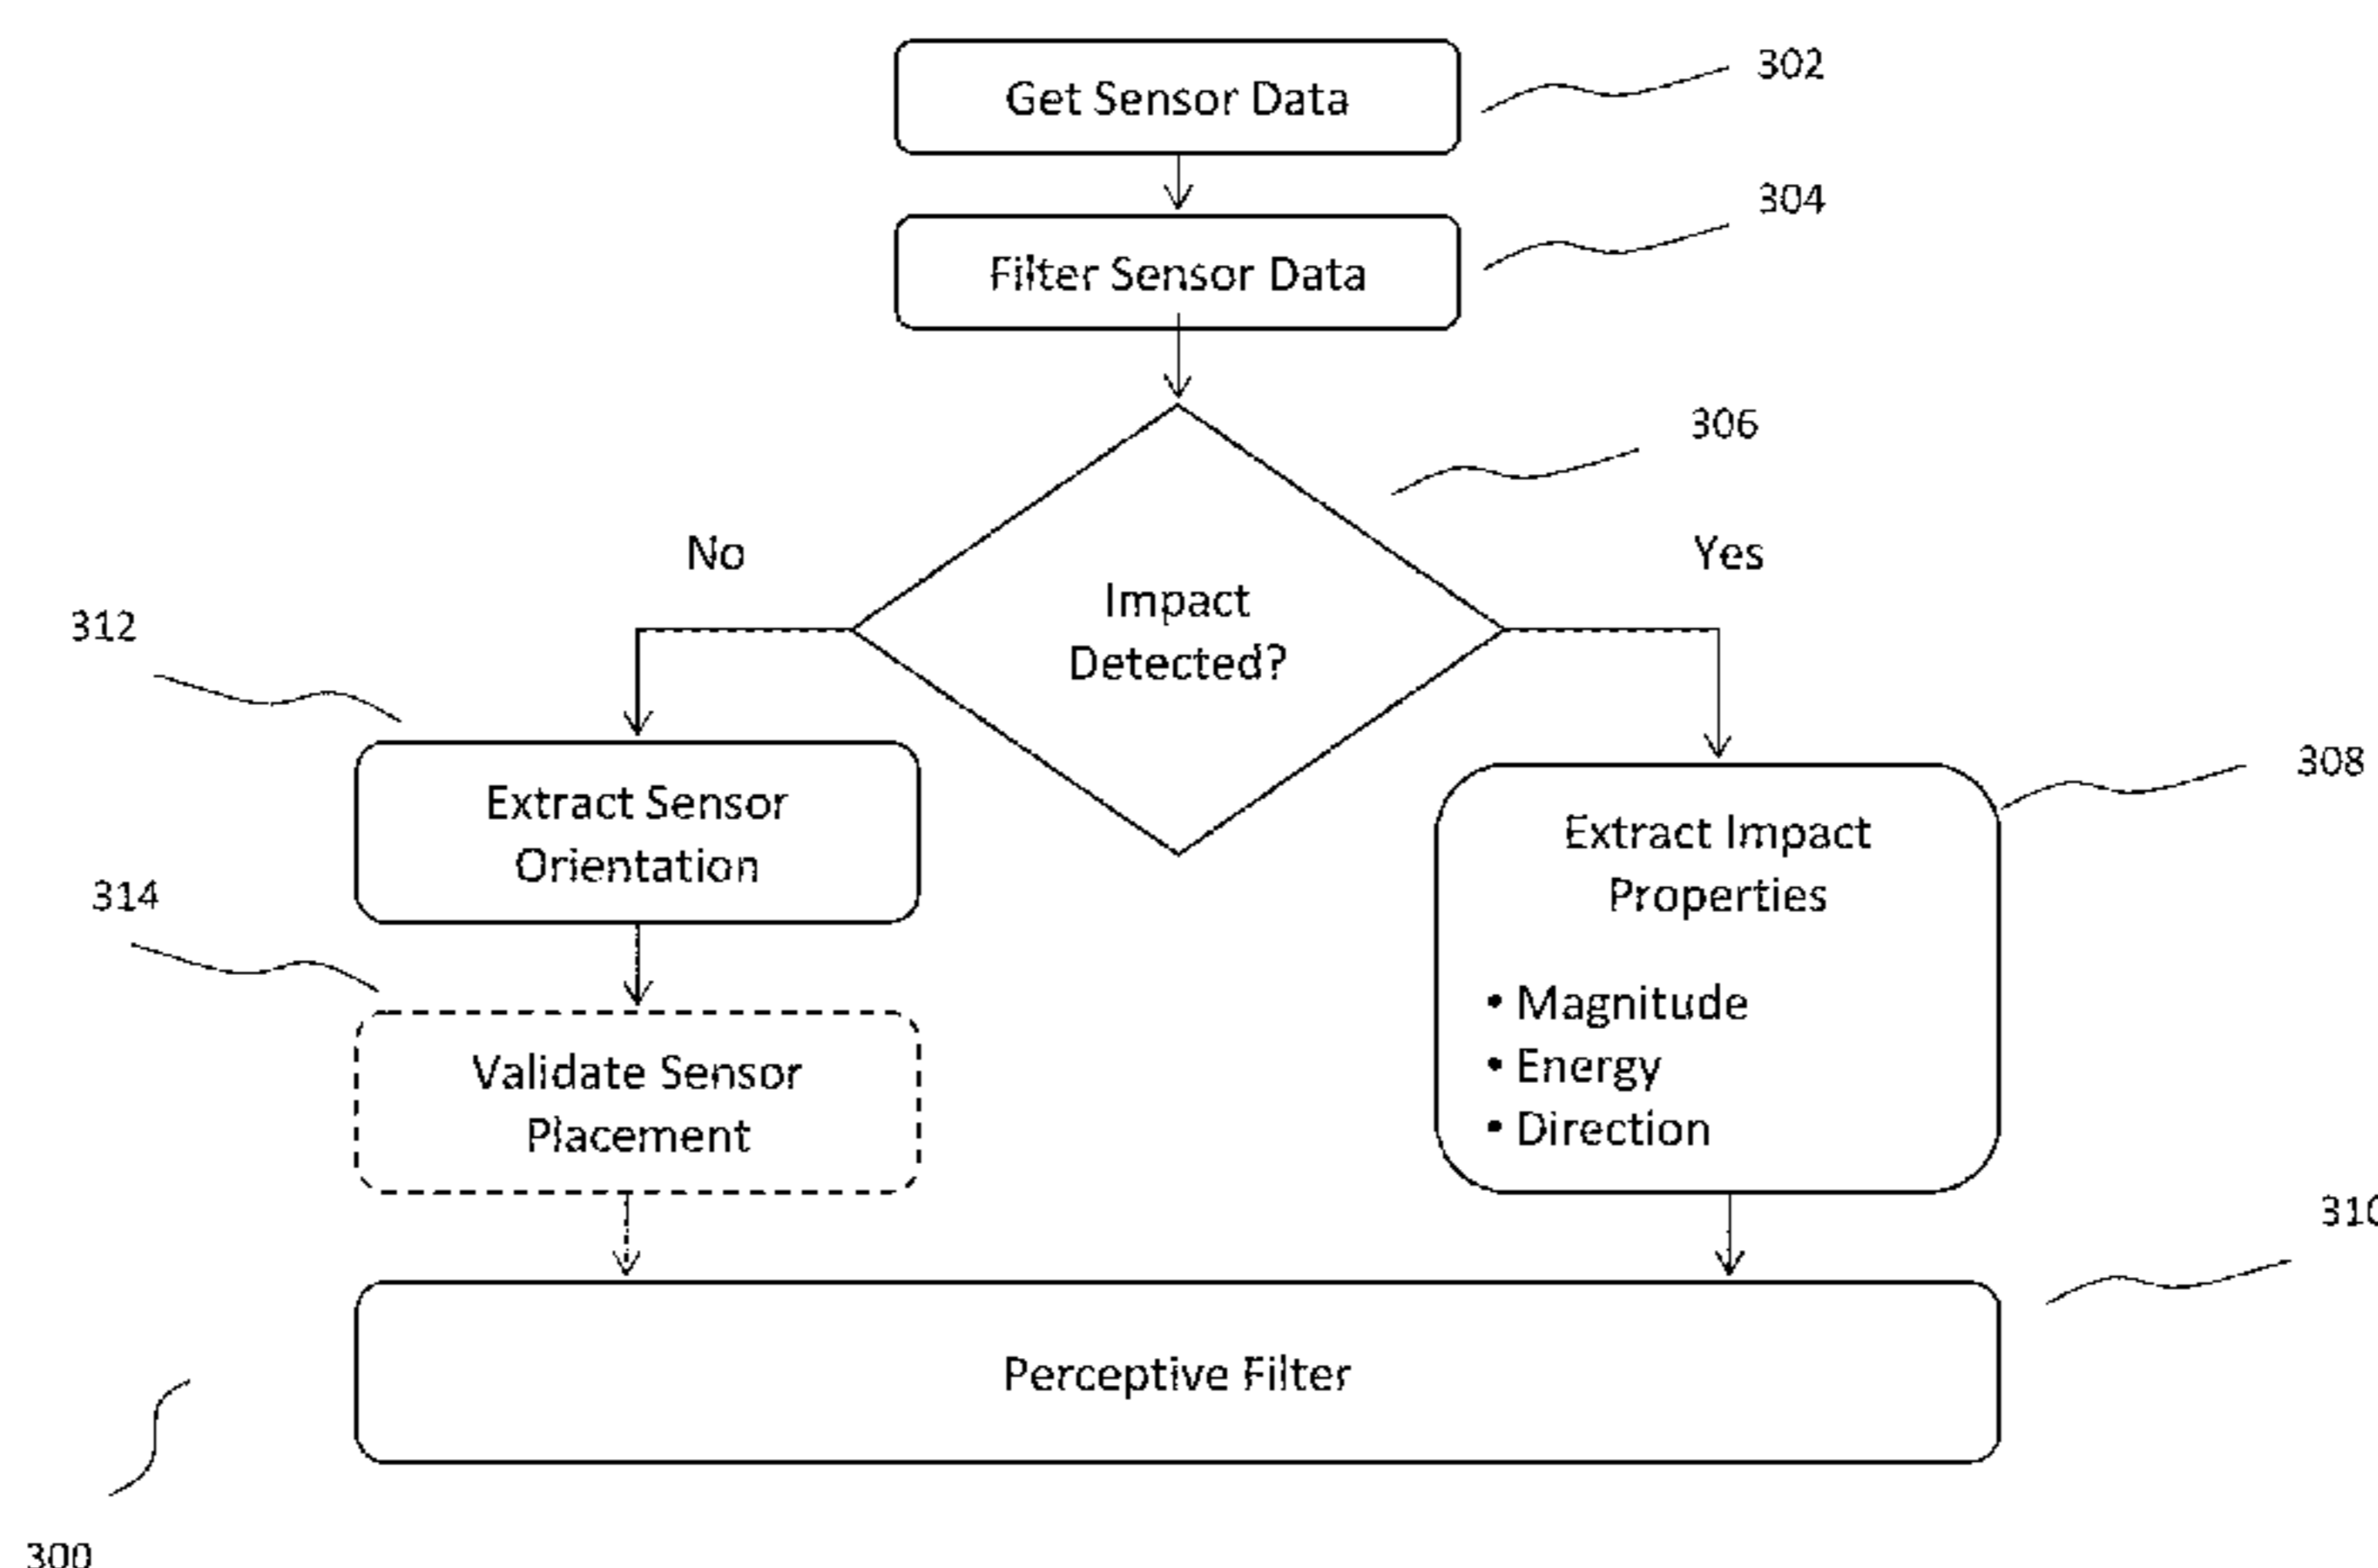 Get Sensor Data
302
Filter Sensor Data
304
306
No
Yes
Impact
Detected?
312
Extract Sensor
Orientation
308
Extract Impact
Properties
• Magnitude
• Energy
• Direction
314
Validate Sensor
Placement
310
Perceptive Filter
300